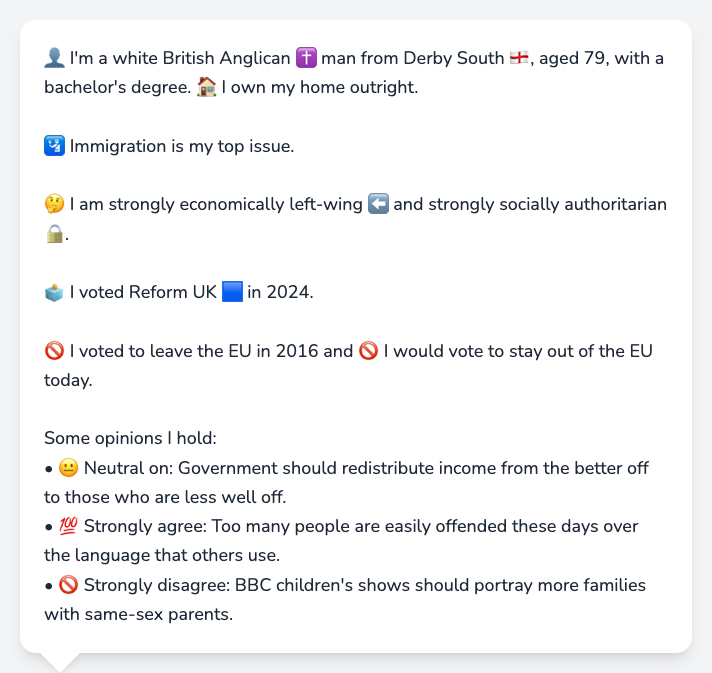 👤 I'm a white British Anglican ✝️ man from Derby South 🏴󠁧󠁢󠁥󠁮󠁧󠁿, aged 79, with a
bachelor's degree. 🏠 I own my home outright.
🛂 Immigration is my top issue.
🤔 I am strongly economically left-wing ⬅️ and strongly socially authoritarian
🔒.
🗳️ I voted Reform UK 🟦 in 2024.
🚫 I voted to leave the EU in 2016 and 🚫 I would vote to stay out of the EU
today.
Some opinions I hold:
• 😐 Neutral on: Government should redistribute income from the better off
to those who are less well off.
• 💯 Strongly agree: Too many people are easily offended these days over
the language that others use.
• 🚫 Strongly disagree: BBC children's shows should portray more families
with same-sex parents.